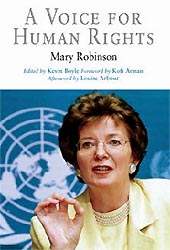 A VOICE FOR
HUMAN RIGHTS
Mary Robinson
Edited by Kevin Boyle Foreword by Kofi Annan
Afterword by Louise Arbour